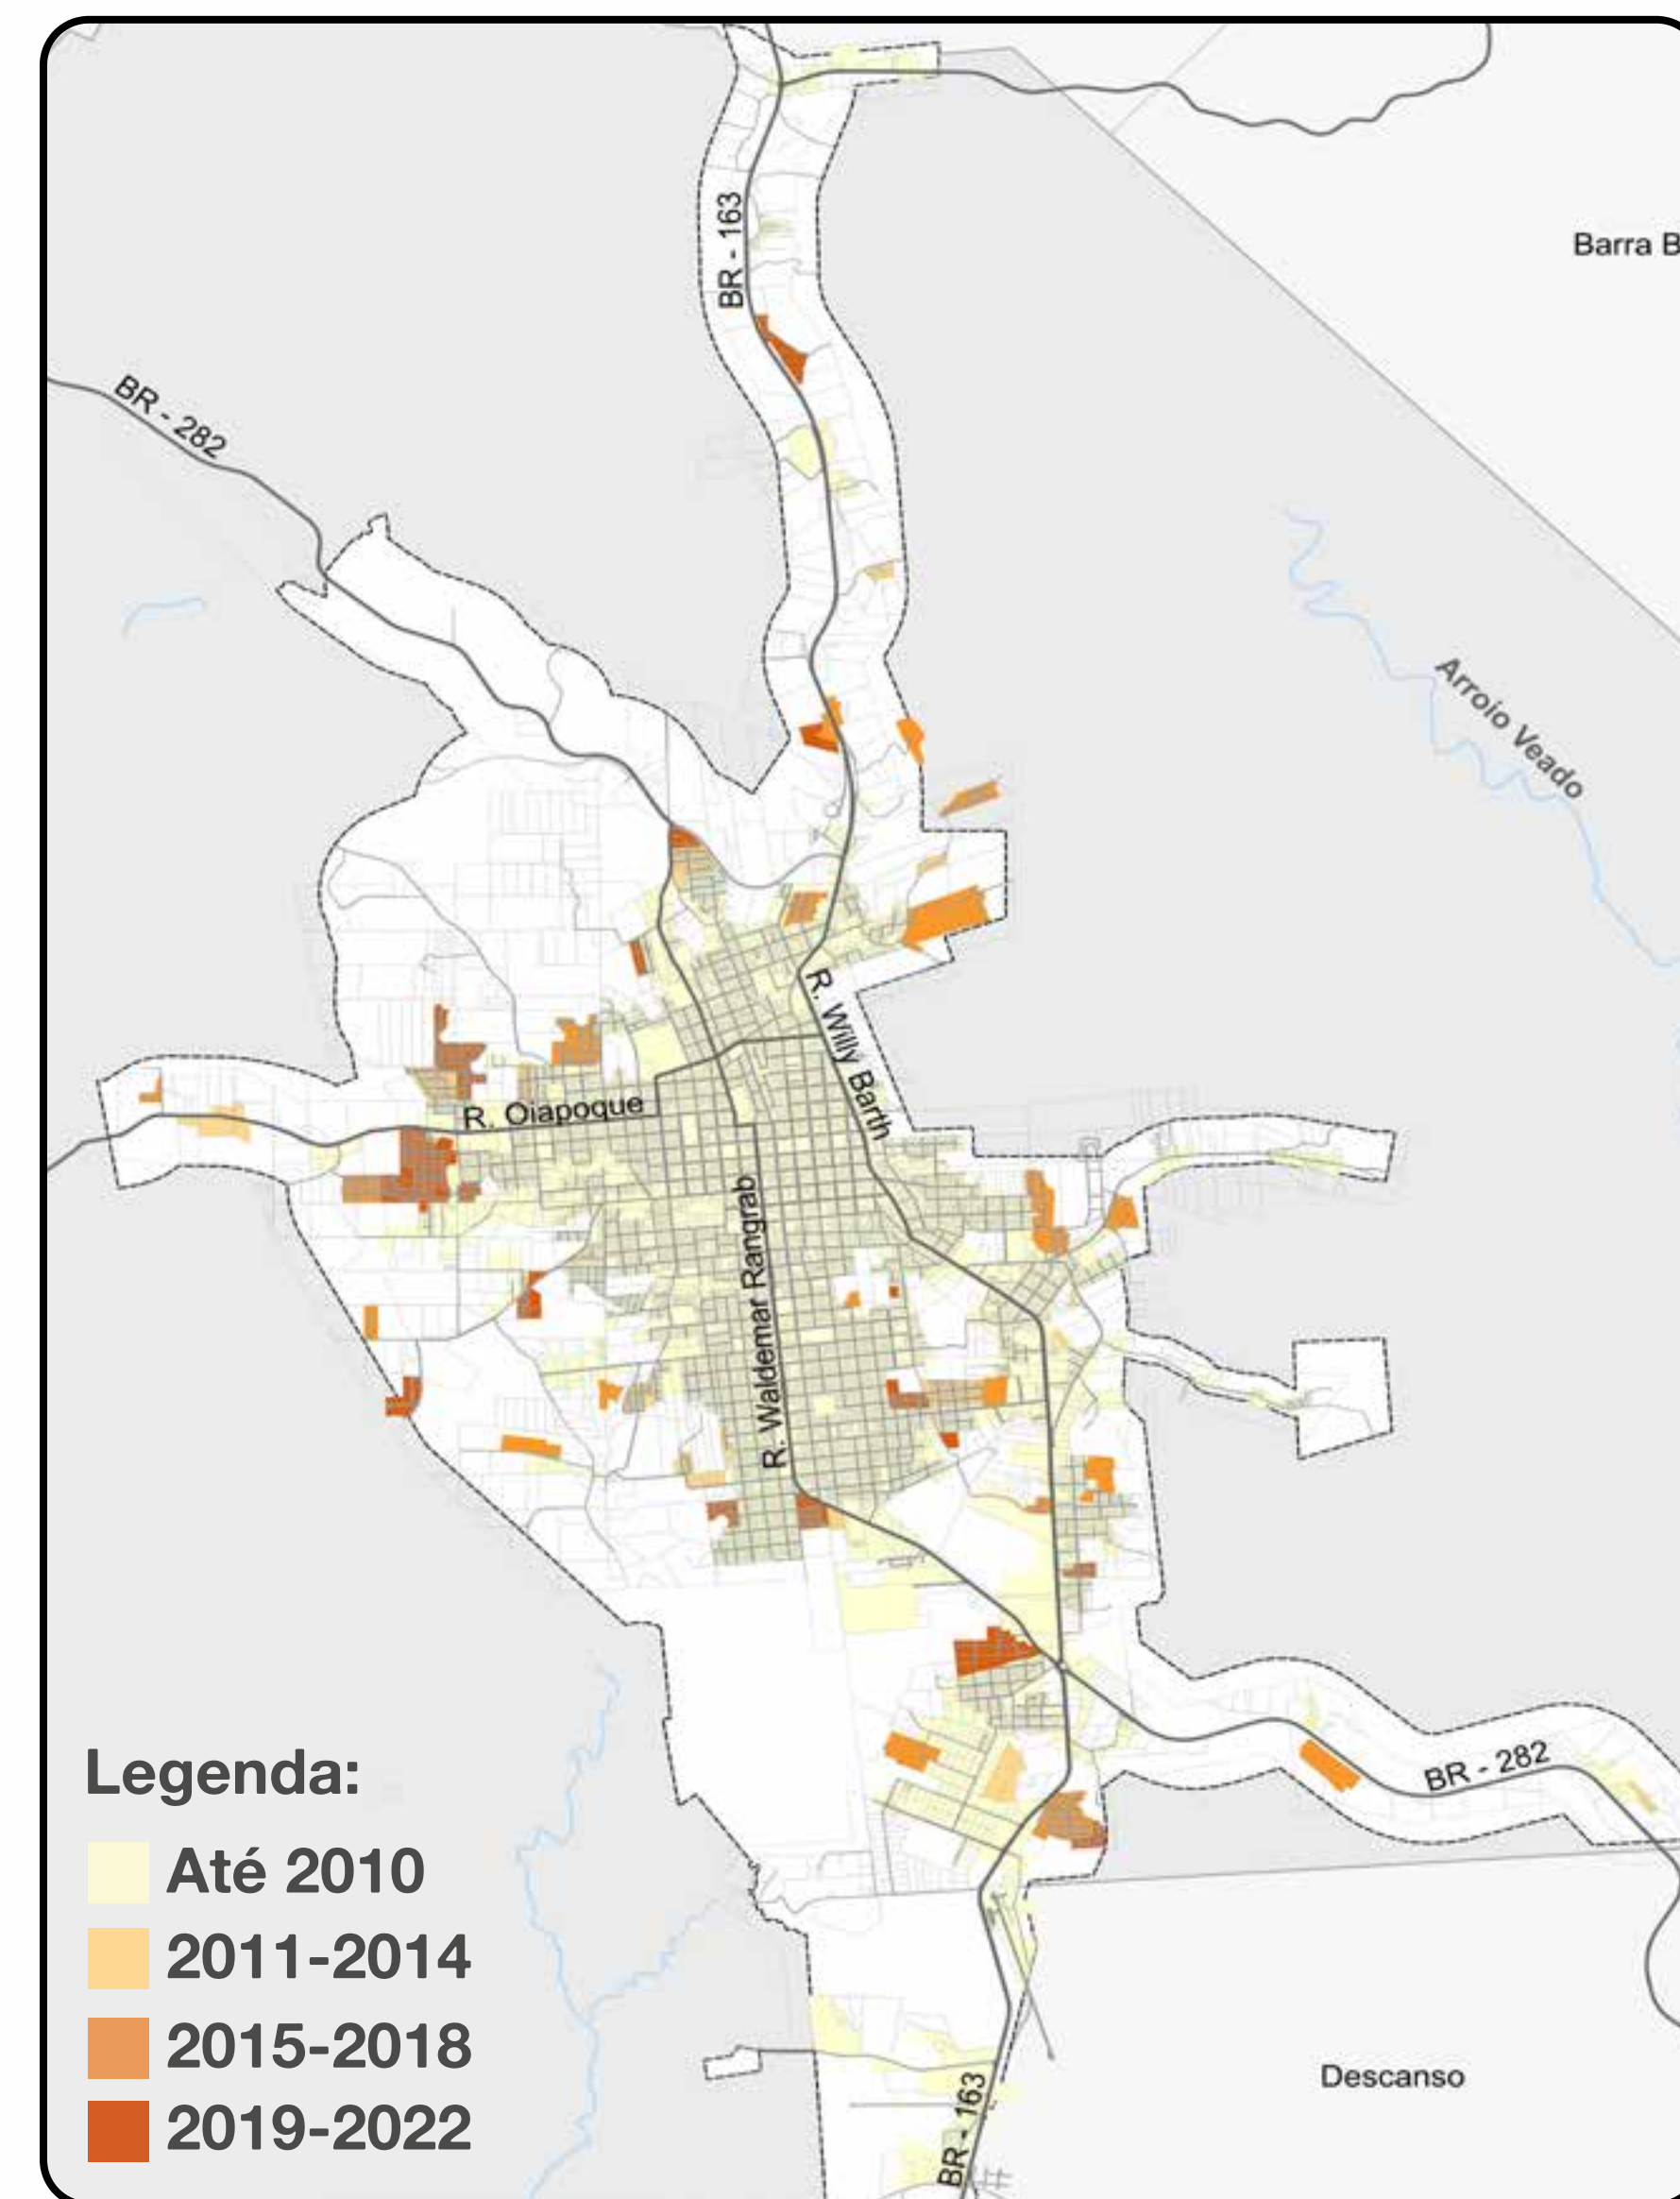 BR - 163
Barra B
BR - 282
Arroio Veado
R. Willy Barth
R. Oiapoque
R. Waldemar Rangrab
BR - 282
Legenda:
Até 2010
2011-2014
2015-2018
2019-2022
Descanso
BR - 163